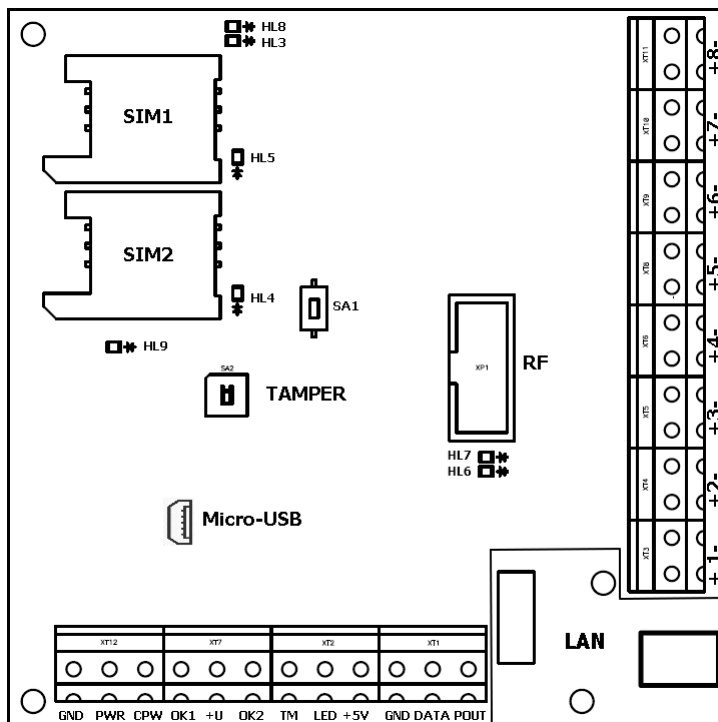 HL8
HL3
SIM1
HL5
SIM2
HL4
SA1
HL9
SA2
TAMPER
XP1
RF
HL7
HL6
Micro-USB
XT11
+8-
XT10
+7-
XT9
+6-
XT8
+5-
XT6
+4-
XT5
+3-
XT4
+2-
XT3
+1-
LAN
XT12 XT7 XT2 XT1
GND PWR CPW OK1 +U OK2 TM LED +5V GND DATA POUT